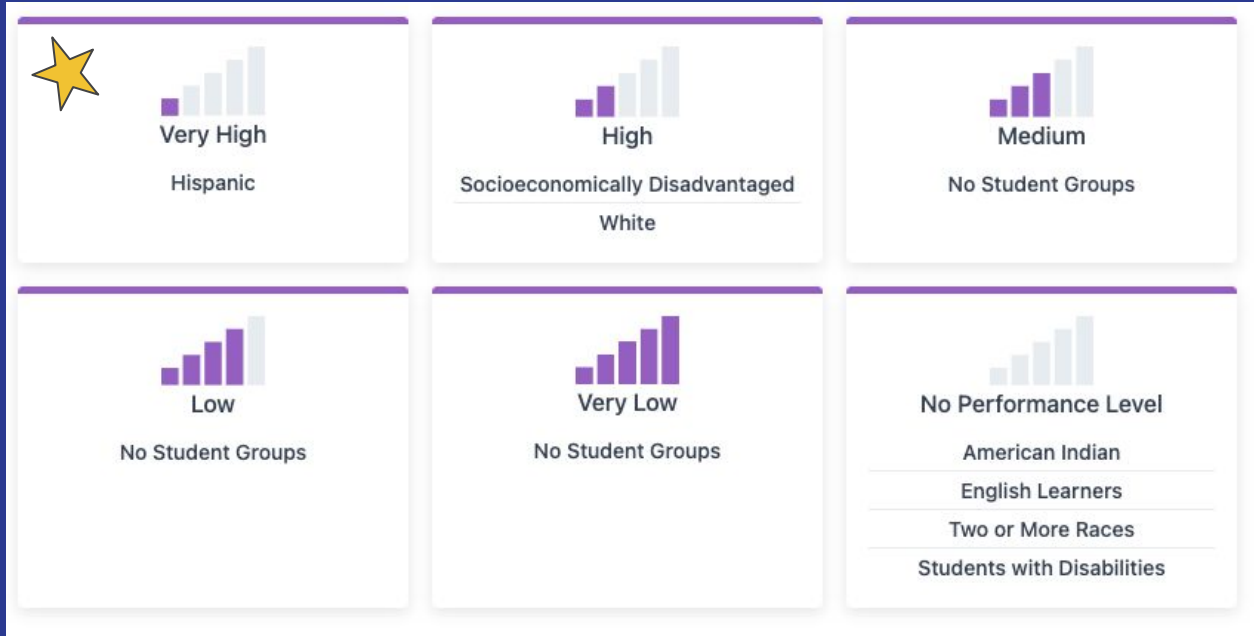 Very High
Hispanic
High
Socioeconomically Disadvantaged
White
Medium
No Student Groups
Low
No Student Groups
Very Low
No Student Groups
No Performance Level
American Indian
English Learners
Two or More Races
Students with Disabilities